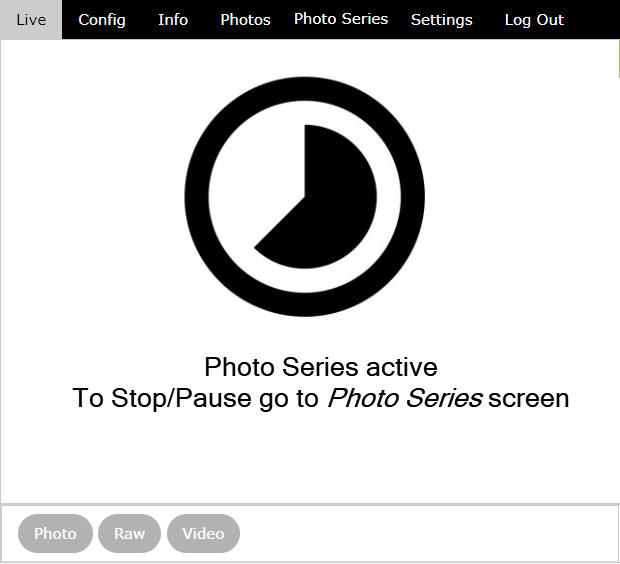 Live Config Info Photos Photo Series Settings Log Out
Photo Series active
To Stop/Pause go to Photo Series screen
Photo Raw Video